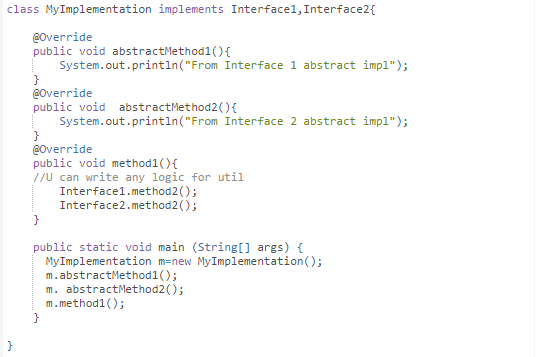 class MyImplementation implements Interface1,Interface2{
@Override
public void abstractMethod1(){
System.out.println("From Interface 1 abstract impl");
}
@Override
public void  abstractMethod2(){
System.out.println("From Interface 2 abstract impl");
}
@Override
public void method1(){
//U can write any logic for util
Interface1.method2();
Interface2.method2();
}
public static void main (String[] args) {
MyImplementation m=new MyImplementation();
m.abstractMethod1();
m. abstractMethod2();
m.method1();
}
}